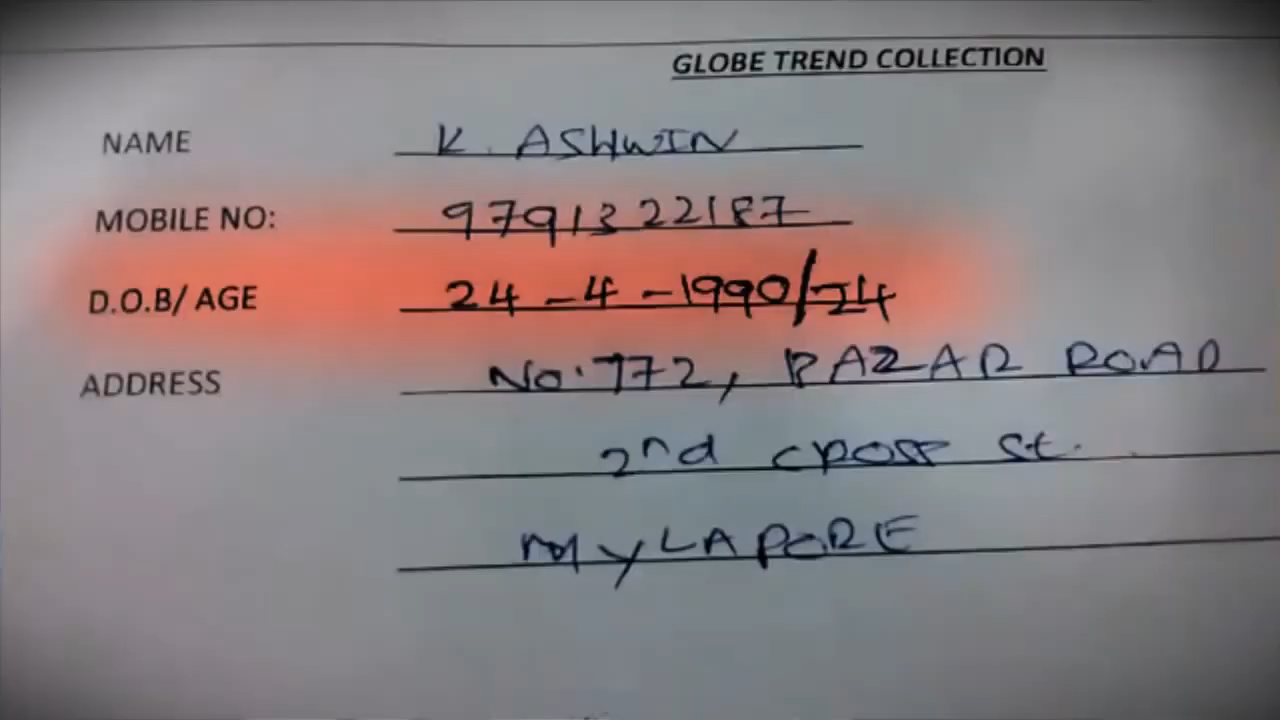 GLOBE TREND COLLECTION
NAME K. ASHWIN
MOBILE NO: 9791322187
D.O.B/ AGE 24-4-1990/24
ADDRESS No.772, BAZAR ROAD
2nd cross st.
MYLAPORE